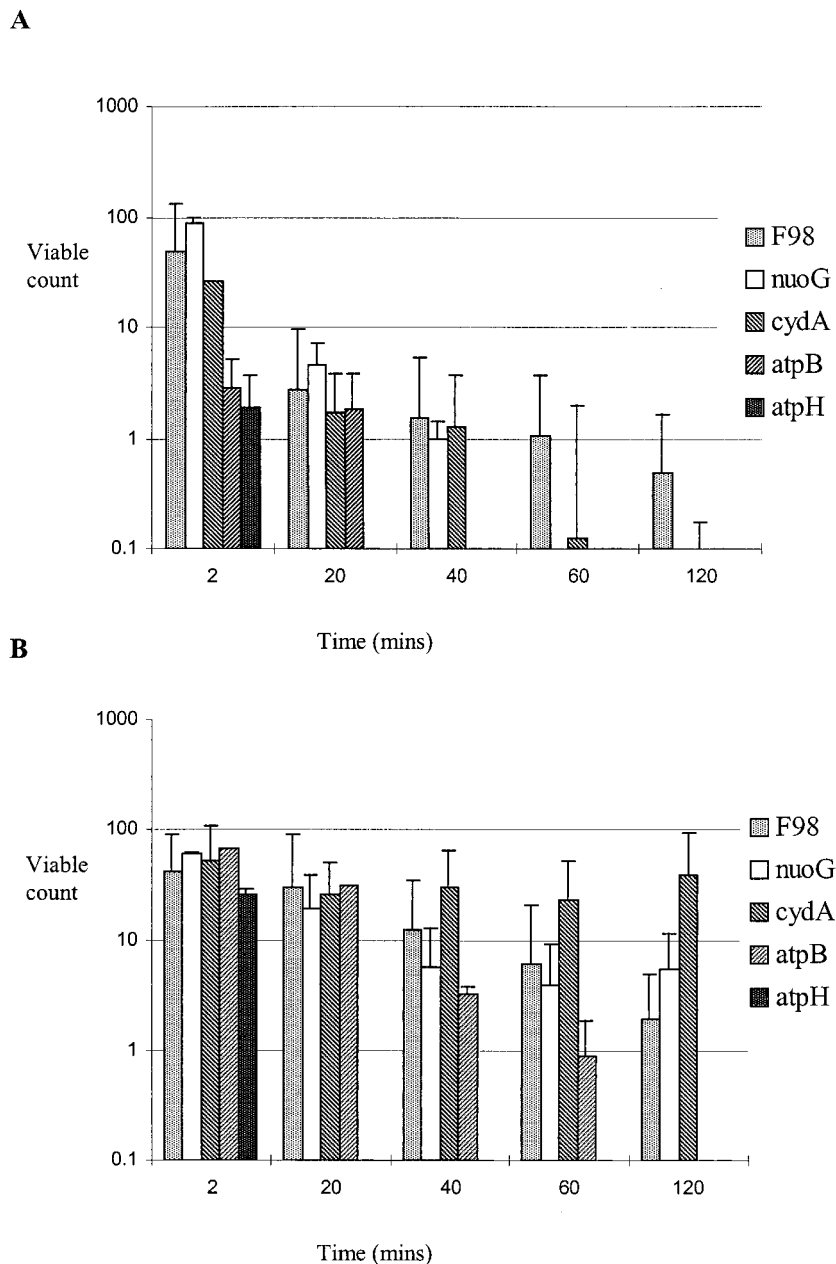 A
1000
100
10
1
0.1
Viable
count
2 20 40 60 120
Time (mins)
F98
nuoG
cydA
atpB
atpH
B
1000
100
10
1
0.1
Viable
count
2 20 40 60 120
Time (mins)
F98
nuoG
cydA
atpB
atpH